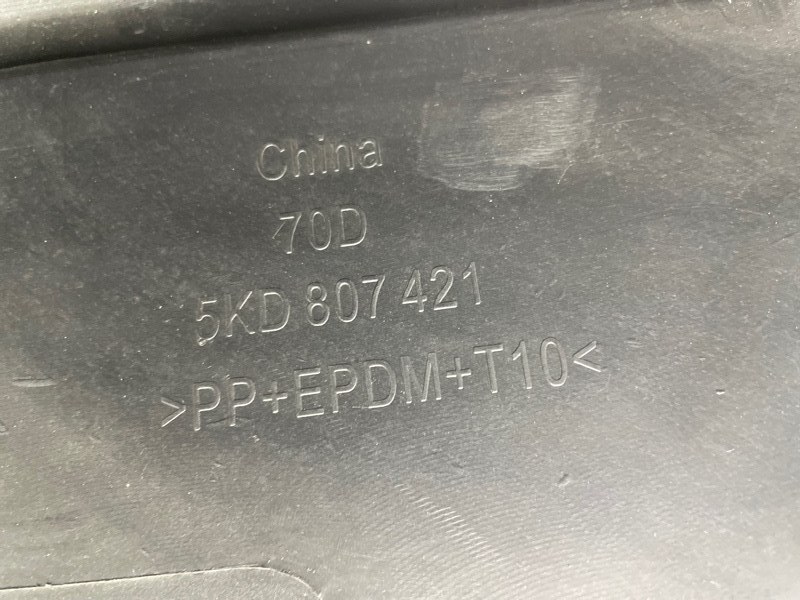 China
70D
5KD 807 421
>PP+EPDM+T10<